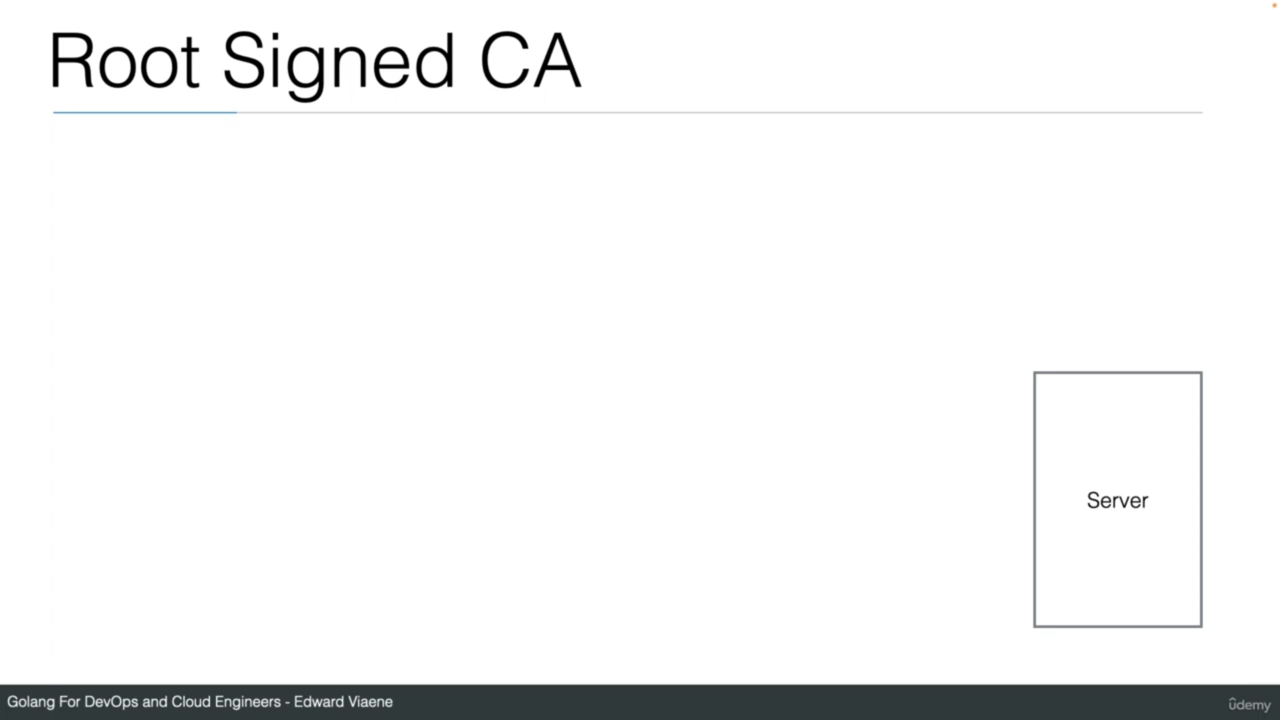 Root Signed CA
Server
Golang For DevOps and Cloud Engineers - Edward Viaene
ûdemy